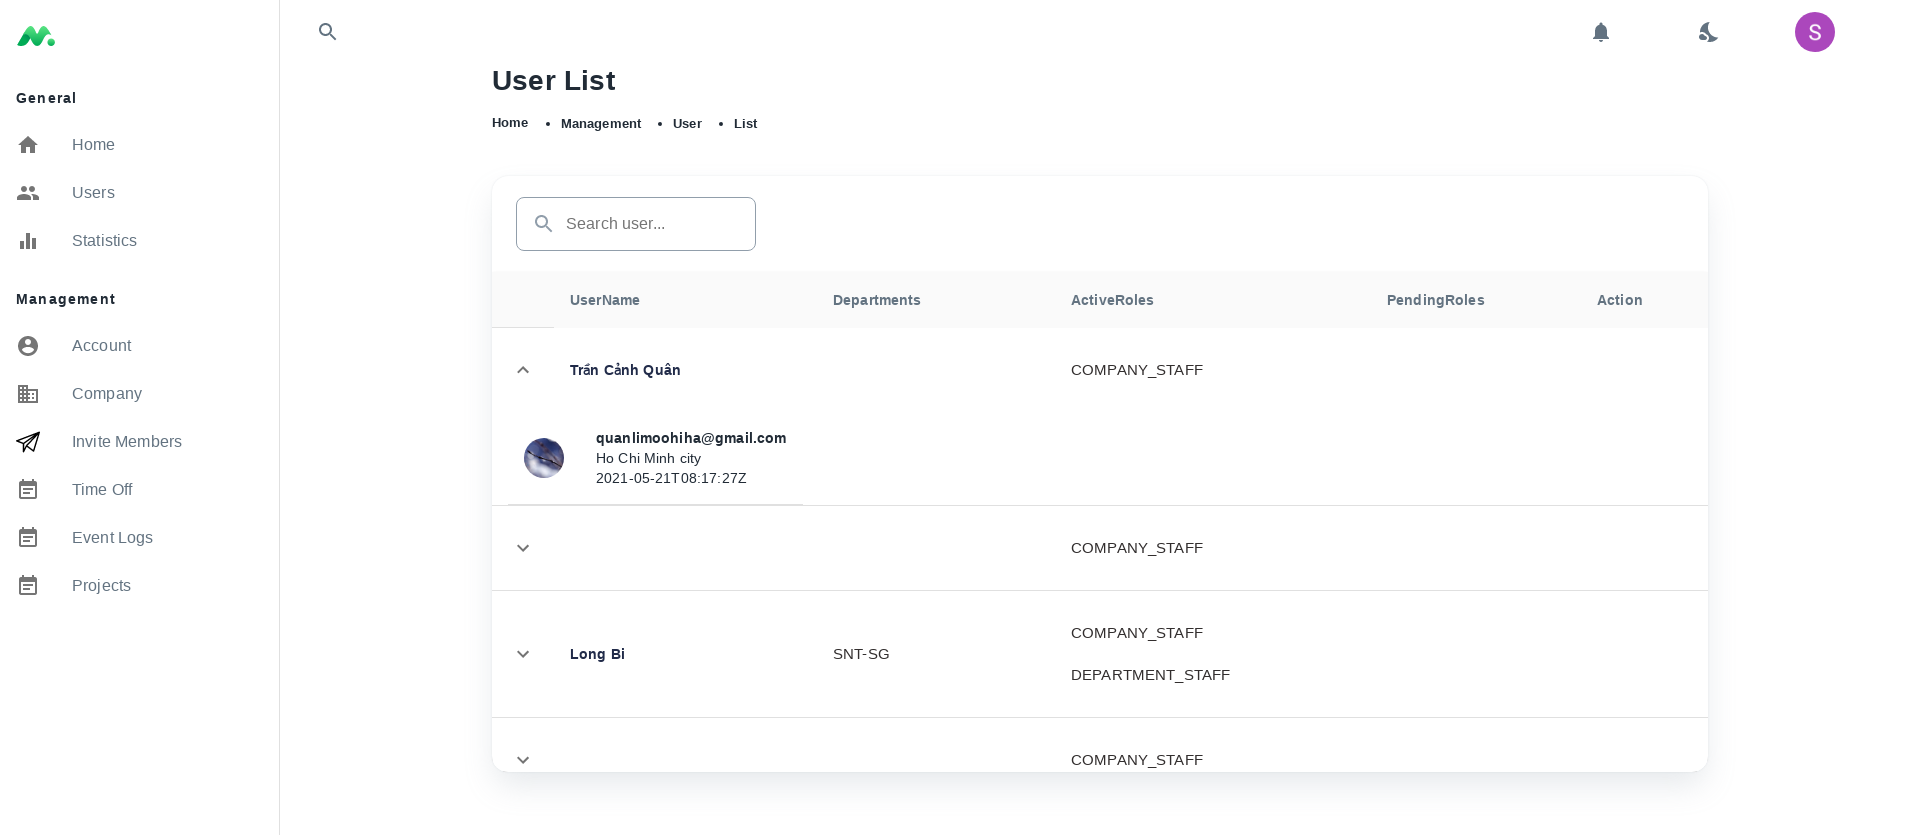 S
General
Home
Users
Statistics
Management
Account
Company
Invite Members
Time Off
Event Logs
Projects
User List
Home • Management • User • List
Search user...
UserName Departments ActiveRoles PendingRoles Action
Trần Cảnh Quân COMPANY_STAFF
quanlimoohiha@gmail.com
Ho Chi Minh city
2021-05-21T08:17:27Z
COMPANY_STAFF
Long Bi SNT-SG COMPANY_STAFF
DEPARTMENT_STAFF
COMPANY_STAFF